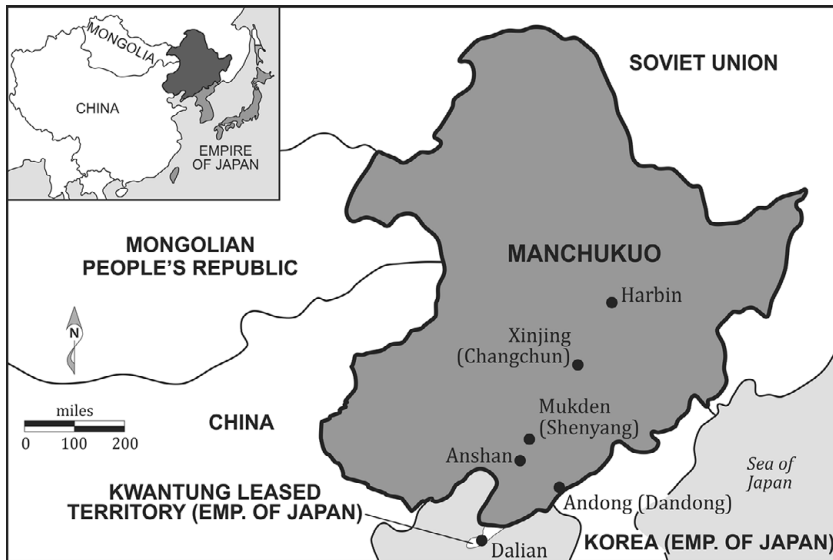 MONGOLIA
CHINA
EMPIRE
OF JAPAN
SOVIET UNION
MONGOLIAN
PEOPLE'S REPUBLIC
MANCHUKUO
Harbin
Xinjing
(Changchun)
N
miles
0 100 200
CHINA
Mukden
(Shenyang)
Anshan
Sea of
Japan
KWANTUNG LEASED
TERRITORY (EMP. OF JAPAN)
Andong (Dandong)
KOREA (EMP. OF JAPAN)
Dalian